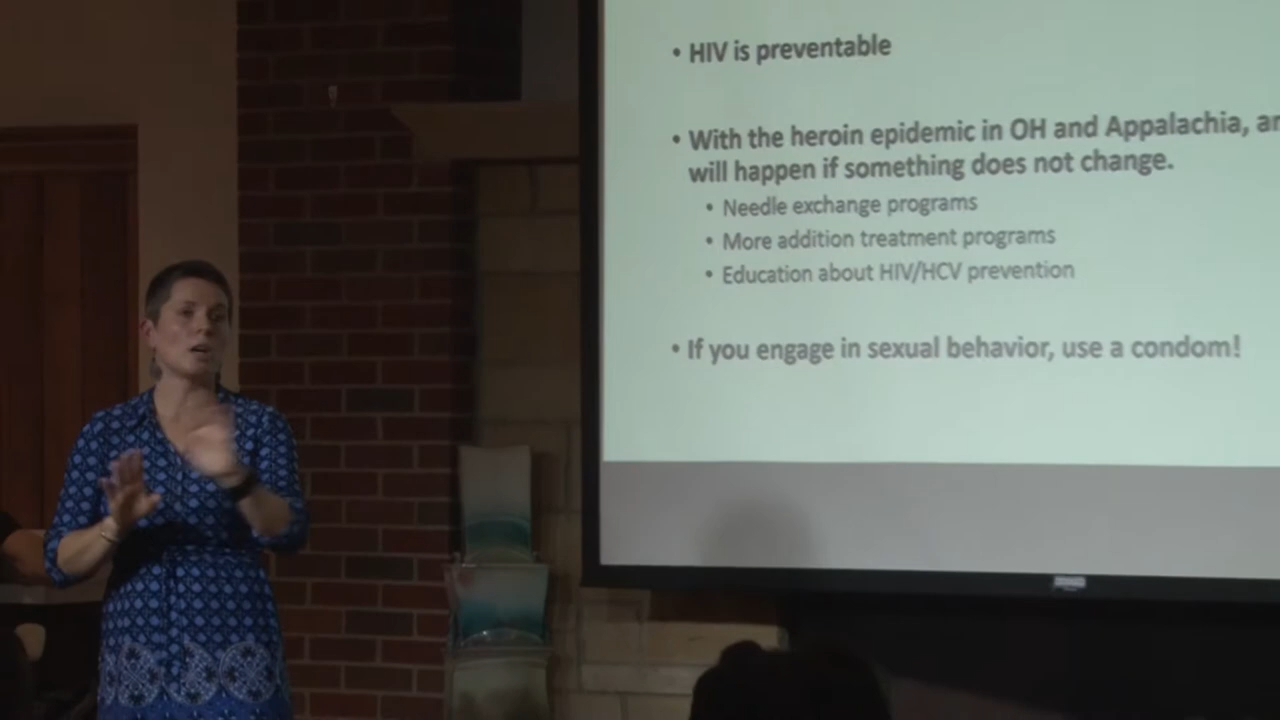 • HIV is preventable
• With the heroin epidemic in OH and Appalachia,
will happen if something does not change.
• Needle exchange programs
• More addition treatment programs
• Education about HIV/HCV prevention
• If you engage in sexual behavior, use a condom!